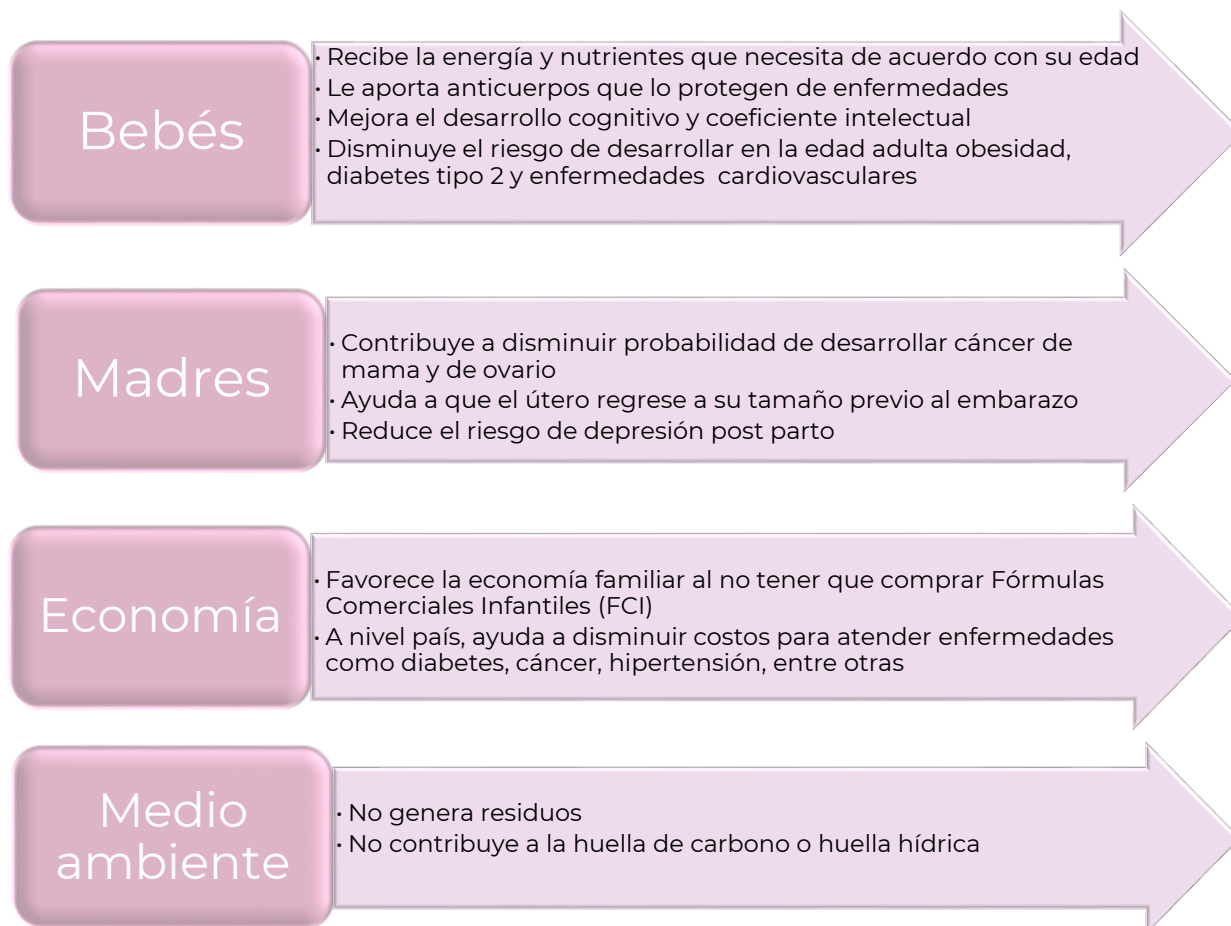 Bebés
· Recibe la energía y nutrientes que necesita de acuerdo con su edad
· Le aporta anticuerpos que lo protegen de enfermedades
· Mejora el desarrollo cognitivo y coeficiente intelectual
· Disminuye el riesgo de desarrollar en la edad adulta obesidad,
diabetes tipo 2 y enfermedades  cardiovasculares
Madres
· Contribuye a disminuir probabilidad de desarrollar cáncer de
mama y de ovario
· Ayuda a que el útero regrese a su tamaño previo al embarazo
· Reduce el riesgo de depresión post parto
Economía
· Favorece la economía familiar al no tener que comprar Fórmulas
Comerciales Infantiles (FCI)
· A nivel país, ayuda a disminuir costos para atender enfermedades
como diabetes, cáncer, hipertensión, entre otras
Medio
ambiente
· No genera residuos
· No contribuye a la huella de carbono o huella hídrica